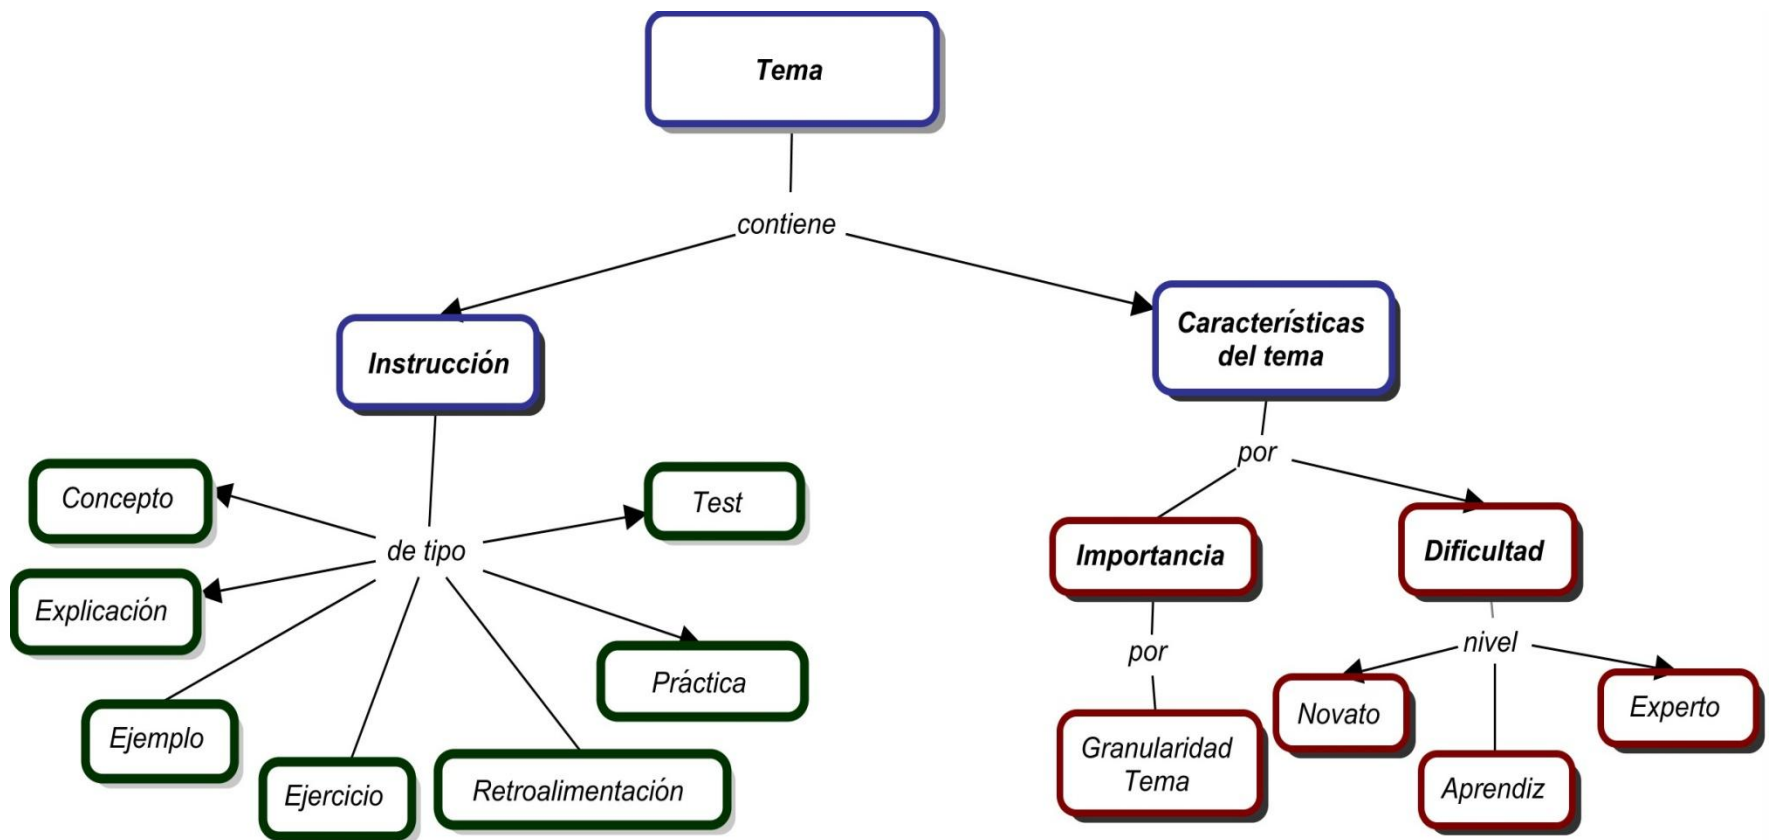 Tema
contiene
Instrucción
Características
del tema
por
Concepto
Test
de tipo
Importancia
Dificultad
Explicación
Práctica
por
nivel
Novato
Experto
Ejemplo
Granularidad
Tema
Ejercicio
Retroalimentación
Aprendiz